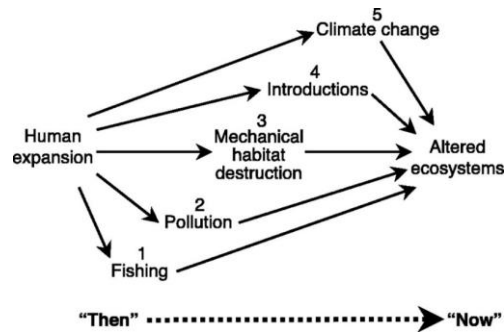 5
Climate change
4
Introductions
3
Mechanical
habitat
destruction
Human
expansion
Altered
ecosystems
2
Pollution
1
Fishing
"Then"
"Now"